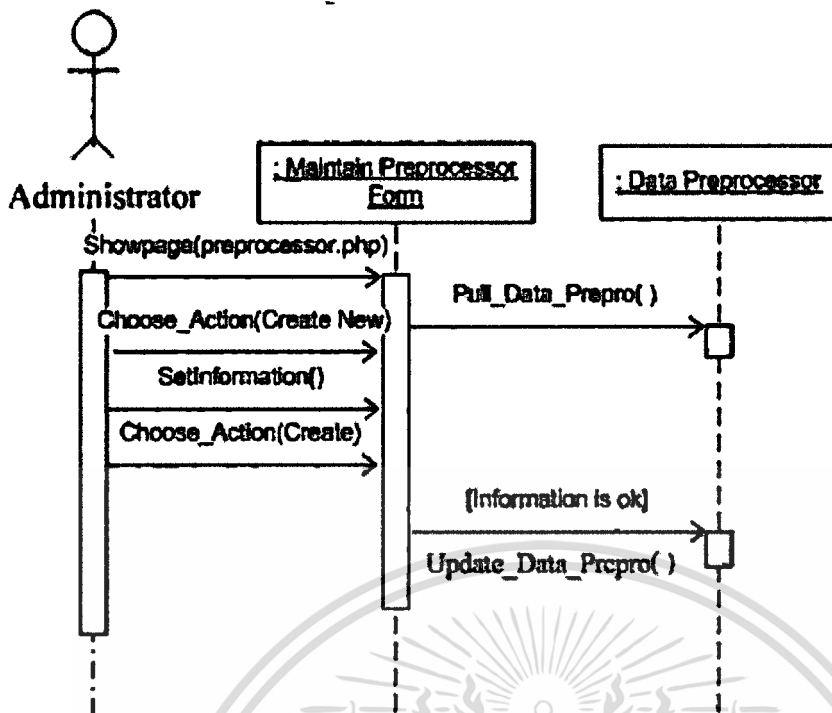 Administrator
: Maintain Preprocessor
Form
: Data Preprocessor
Showpage(preprocessor.php)
Pull_Data_Prepro( )
Choose_Action(Create New)
SetInformation()
Choose_Action(Create)
[Information is ok]
Update_Data_Prepro( )